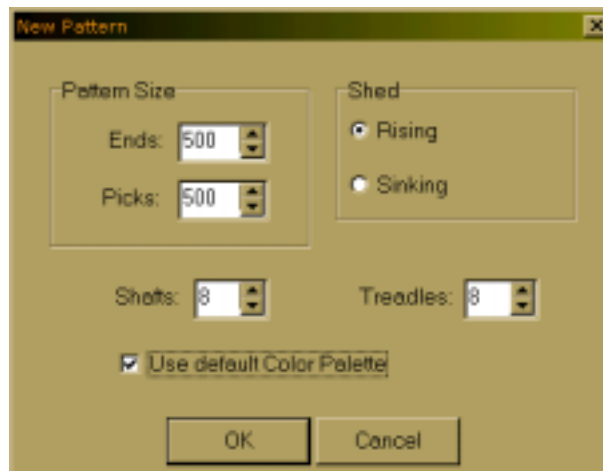 New Pattern
Pattern Size
Ends: 500
Picks: 500
Shed
Rising
Sinking
Shafts: 8
Treadles: 8
Use default Color Palette
OK
Cancel